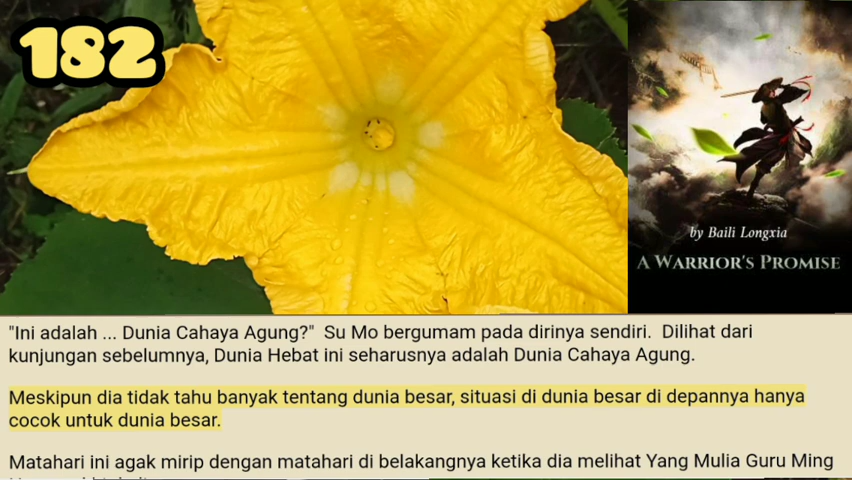 182
by Baili Longxia
A WARRIOR'S PROMISE
"Ini adalah ... Dunia Cahaya Agung?" Su Mo bergumam pada dirinya sendiri. Dilihat dari
kunjungan sebelumnya, Dunia Hebat ini seharusnya adalah Dunia Cahaya Agung.
Meskipun dia tidak tahu banyak tentang dunia besar, situasi di dunia besar di depannya hanya
cocok untuk dunia besar.
Matahari ini agak mirip dengan matahari di belakangnya ketika dia melihat Yang Mulia Guru Ming